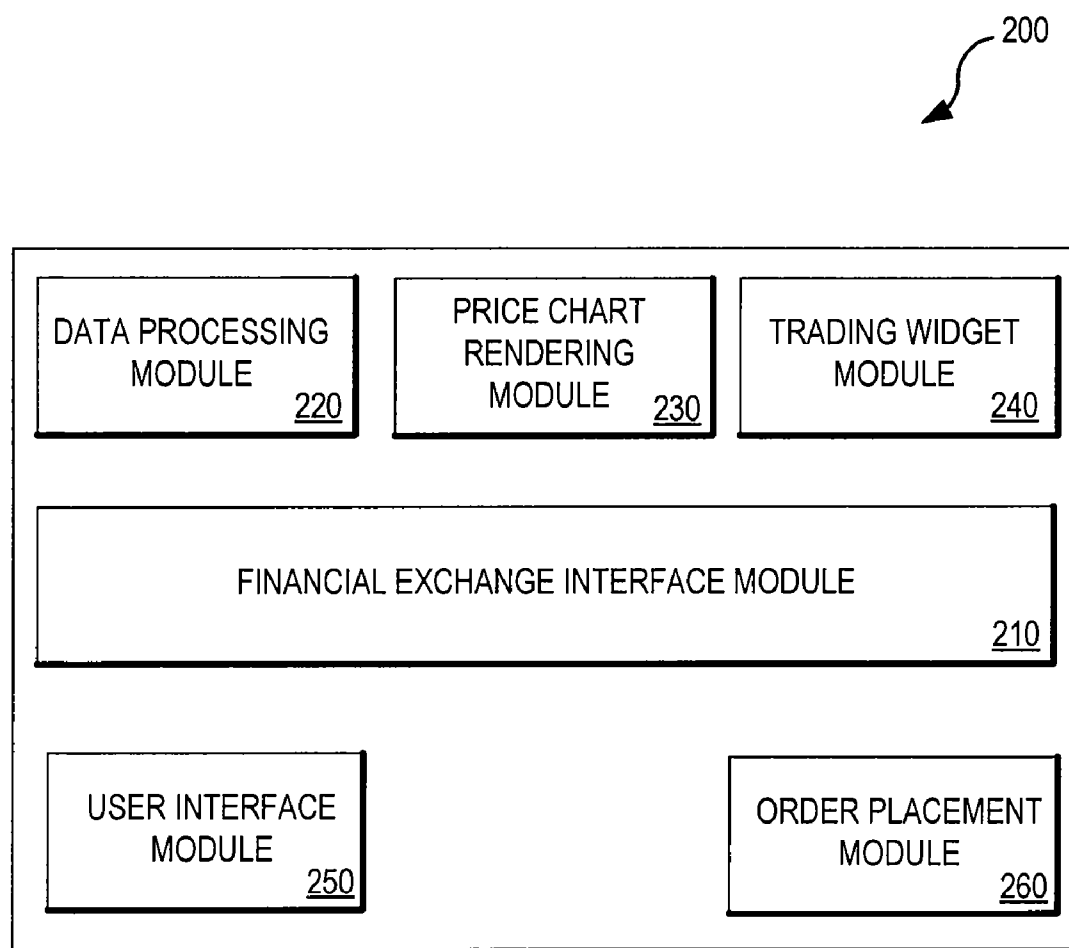 200
DATA PROCESSING
MODULE
220
PRICE CHART
RENDERING
MODULE
230
TRADING WIDGET
MODULE
240
FINANCIAL EXCHANGE INTERFACE MODULE
210
USER INTERFACE
MODULE
250
ORDER PLACEMENT
MODULE
260